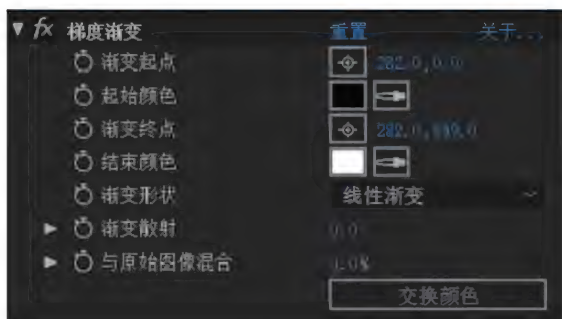 fx 梯度渐变 重置 关于...
渐变起点 282.0,0.0
起始颜色
渐变终点
结束颜色
渐变形状 线性渐变
渐变散射 0.0
与原始图像混合 0.0%
交换颜色